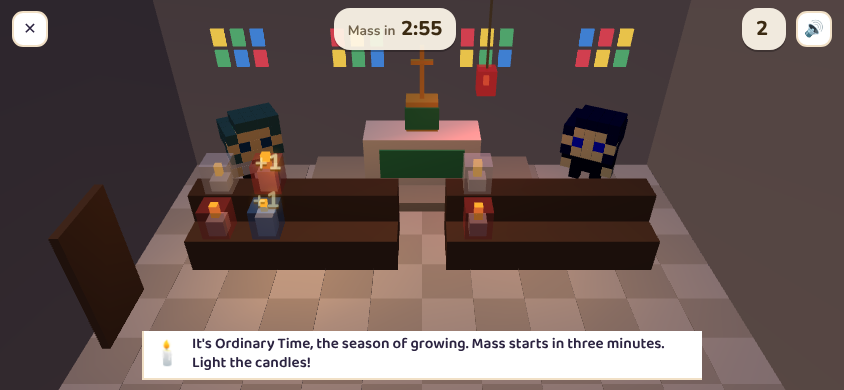 ✕
Mass in 2:55
2
+1
+1
It's Ordinary Time, the season of growing. Mass starts in three minutes.
Light the candles!